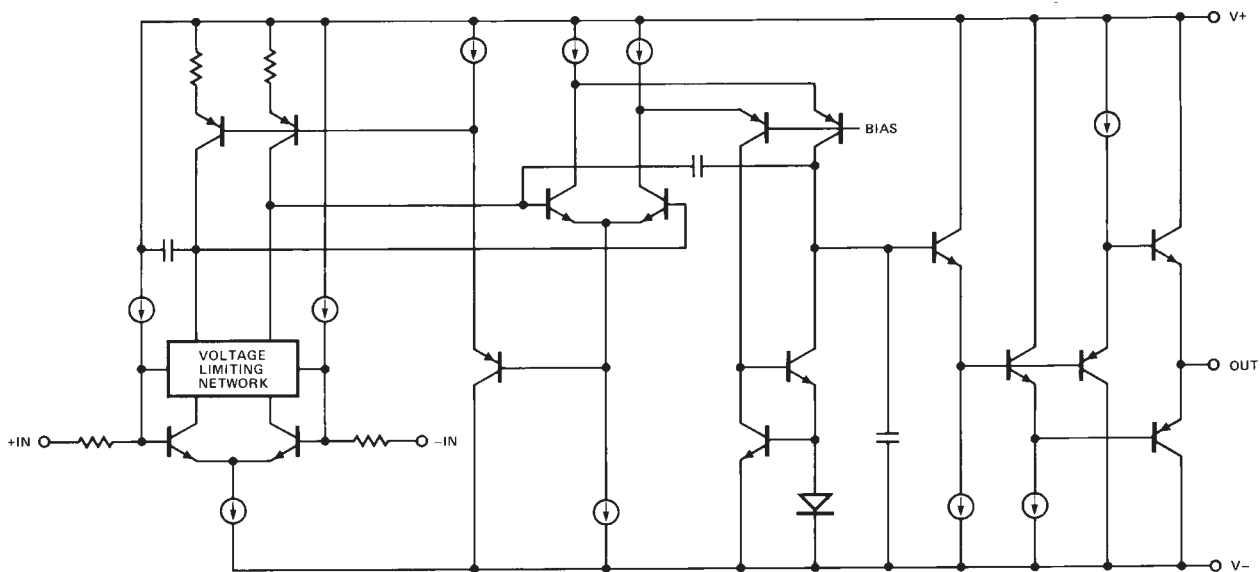 V+
BIAS
VOLTAGE
LIMITING
NETWORK
OUT
+IN
–IN
V–